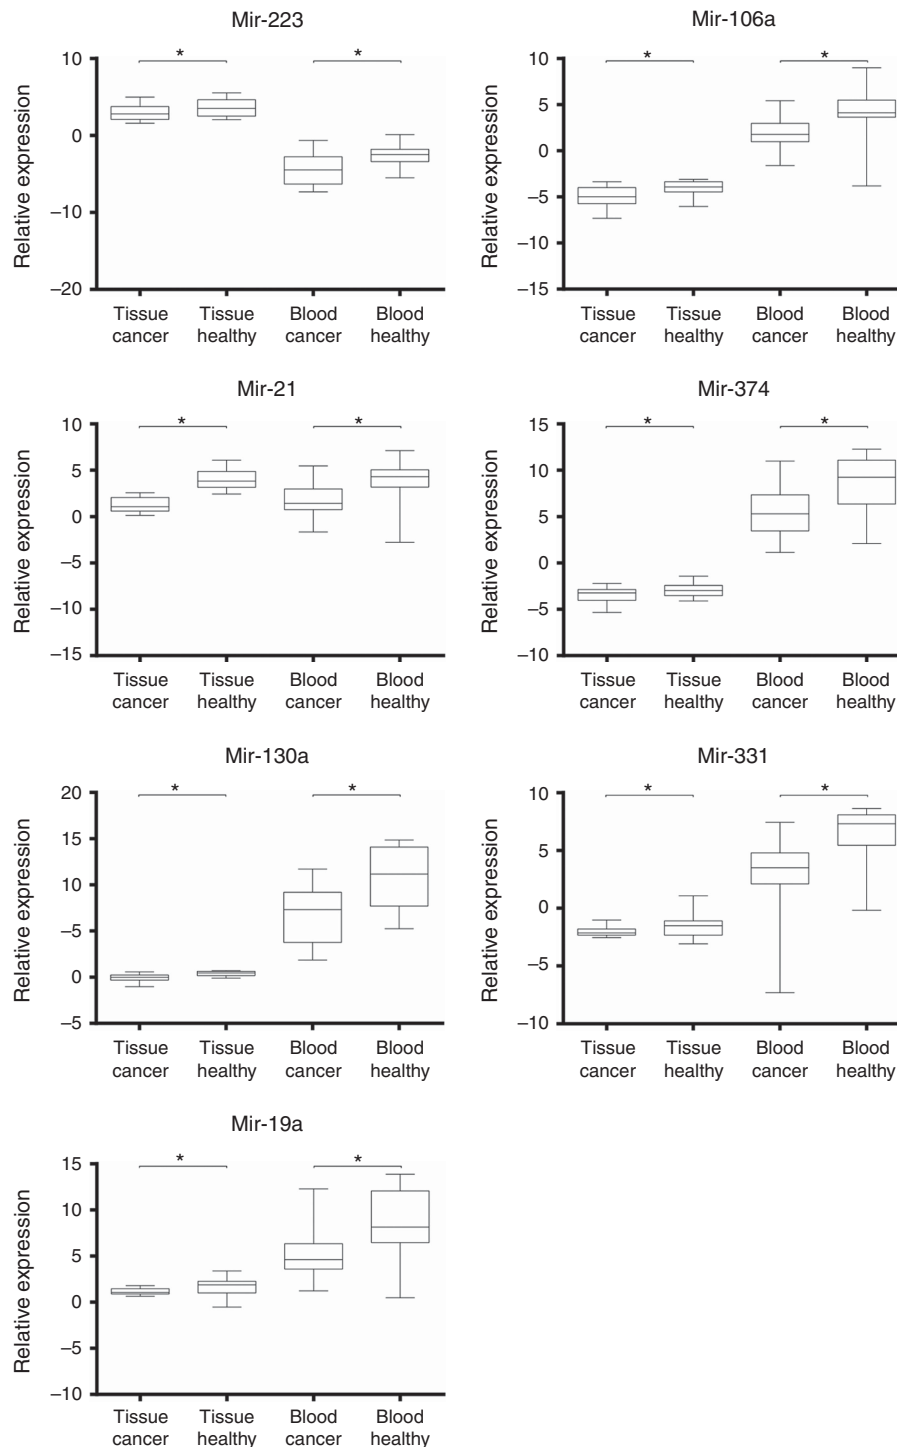 Mir-223
* *
Relative expression
10
0
–10
–20
Tissue cancer
Tissue healthy
Blood cancer
Blood healthy
Mir-106a
* *
Relative expression
10
5
0
–5
–10
–15
Tissue cancer
Tissue healthy
Blood cancer
Blood healthy
Mir-21
* *
Relative expression
10
5
0
–5
–10
–15
Tissue cancer
Tissue healthy
Blood cancer
Blood healthy
Mir-374
* *
Relative expression
15
10
5
0
–5
–10
Tissue cancer
Tissue healthy
Blood cancer
Blood healthy
Mir-130a
* *
Relative expression
20
15
10
–5
0
–5
Tissue cancer
Tissue healthy
Blood cancer
Blood healthy
Mir-331
* *
Relative expression
10
5
0
–5
–10
Tissue cancer
Tissue healthy
Blood cancer
Blood healthy
Mir-19a
* *
Relative expression
15
10
5
0
–5
–10
Tissue cancer
Tissue healthy
Blood cancer
Blood healthy